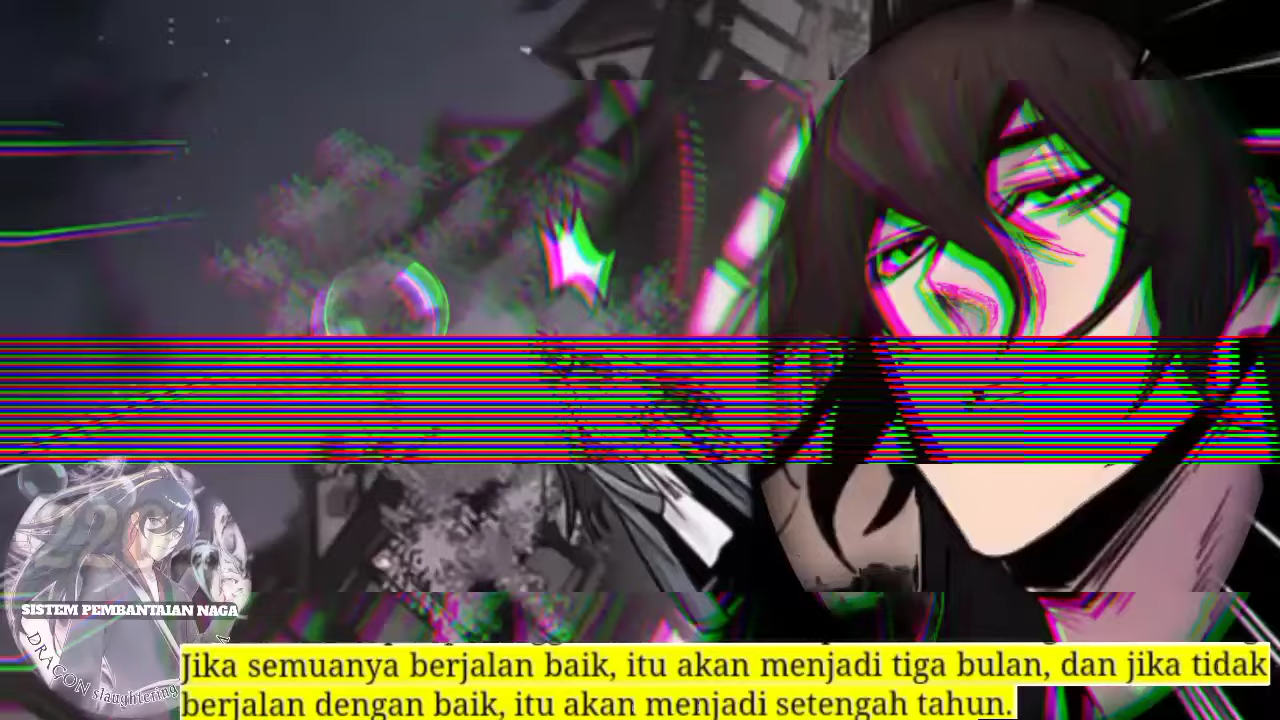 SISTEM PEMBANTAIAN NAGA
DRAGON slaughtering
Jika semuanya berjalan baik, itu akan menjadi tiga bulan, dan jika tidak
berjalan dengan baik, itu akan menjadi setengah tahun.